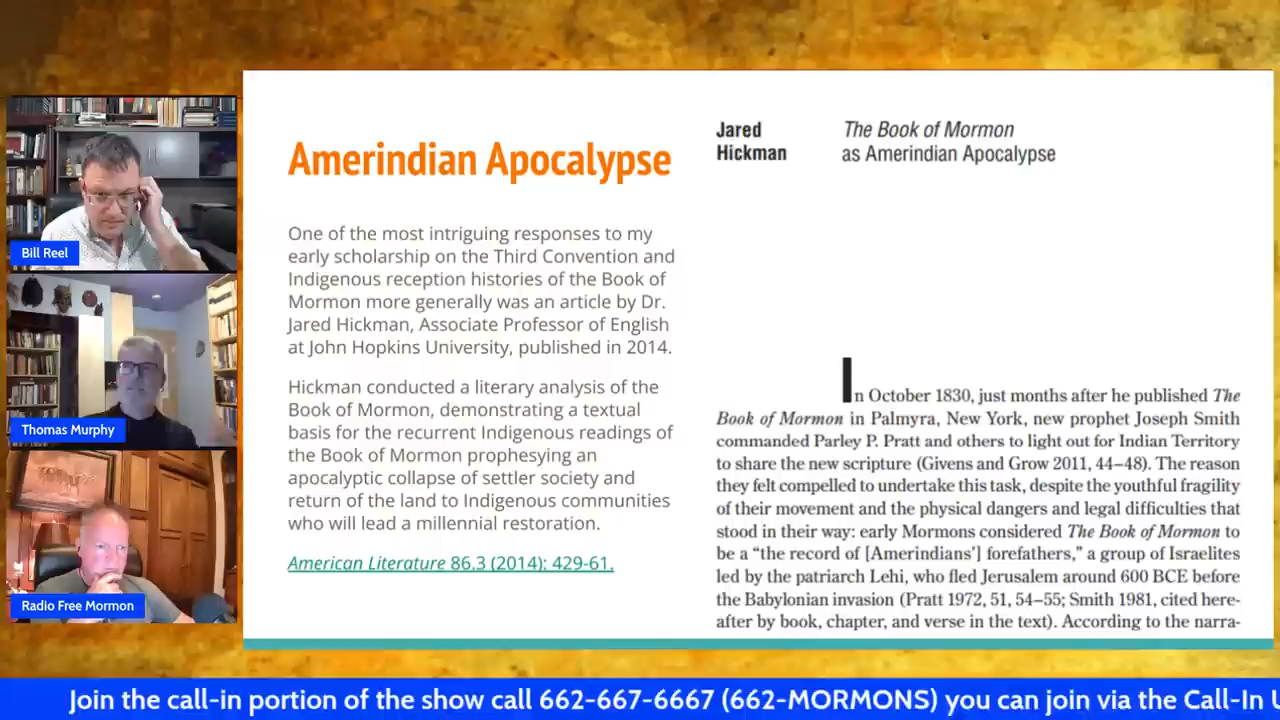 Bill Reel
Thomas Murphy
Radio Free Mormon
Amerindian Apocalypse
One of the most intriguing responses to my
early scholarship on the Third Convention and
Indigenous reception histories of the Book of
Mormon more generally was an article by Dr.
Jared Hickman, Associate Professor of English
at John Hopkins University, published in 2014.
Hickman conducted a literary analysis of the
Book of Mormon, demonstrating a textual
basis for the recurrent Indigenous readings of
the Book of Mormon prophesying an
apocalyptic collapse of settler society and
return of the land to Indigenous communities
who will lead a millennial restoration.
American Literature 86.3 (2014): 429-61.
Jared
Hickman
The Book of Mormon
as Amerindian Apocalypse
In October 1830, just months after he published The
Book of Mormon in Palmyra, New York, new prophet Joseph Smith
commanded Parley P. Pratt and others to light out for Indian Territory
to share the new scripture (Givens and Grow 2011, 44–48). The reason
they felt compelled to undertake this task, despite the youthful fragility
of their movement and the physical dangers and legal difficulties that
stood in their way: early Mormons considered The Book of Mormon to
be a “the record of [Amerindians’] forefathers,” a group of Israelites
led by the patriarch Lehi, who fled Jerusalem around 600 BCE before
the Babylonian invasion (Pratt 1972, 51, 54–55; Smith 1981, cited here-
after by book, chapter, and verse in the text). According to the narra-
Join the call-in portion of the show call 662-667-6667 (662-MORMONS) you can join via the Call-In U